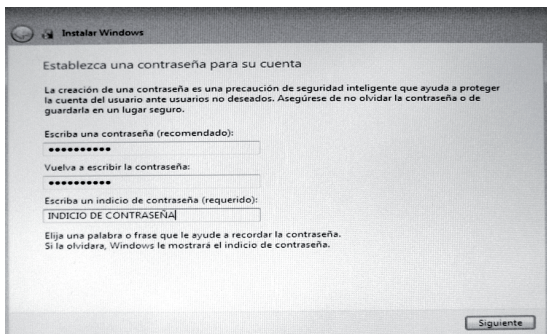 Instalar Windows
Establezca una contraseña para su cuenta
La creación de una contraseña es una precaución de seguridad inteligente que ayuda a proteger
la cuenta del usuario ante usuarios no deseados. Asegúrese de no olvidar la contraseña o de
guardarla en un lugar seguro.
Escriba una contraseña (recomendado):
••••••••••
Vuelva a escribir la contraseña:
••••••••••
Escriba un indicio de contraseña (requerido):
INDICIO DE CONTRASEÑA
Elija una palabra o frase que le ayude a recordar la contraseña.
Si la olvidara, Windows le mostrará el indicio de contraseña.
Siguiente